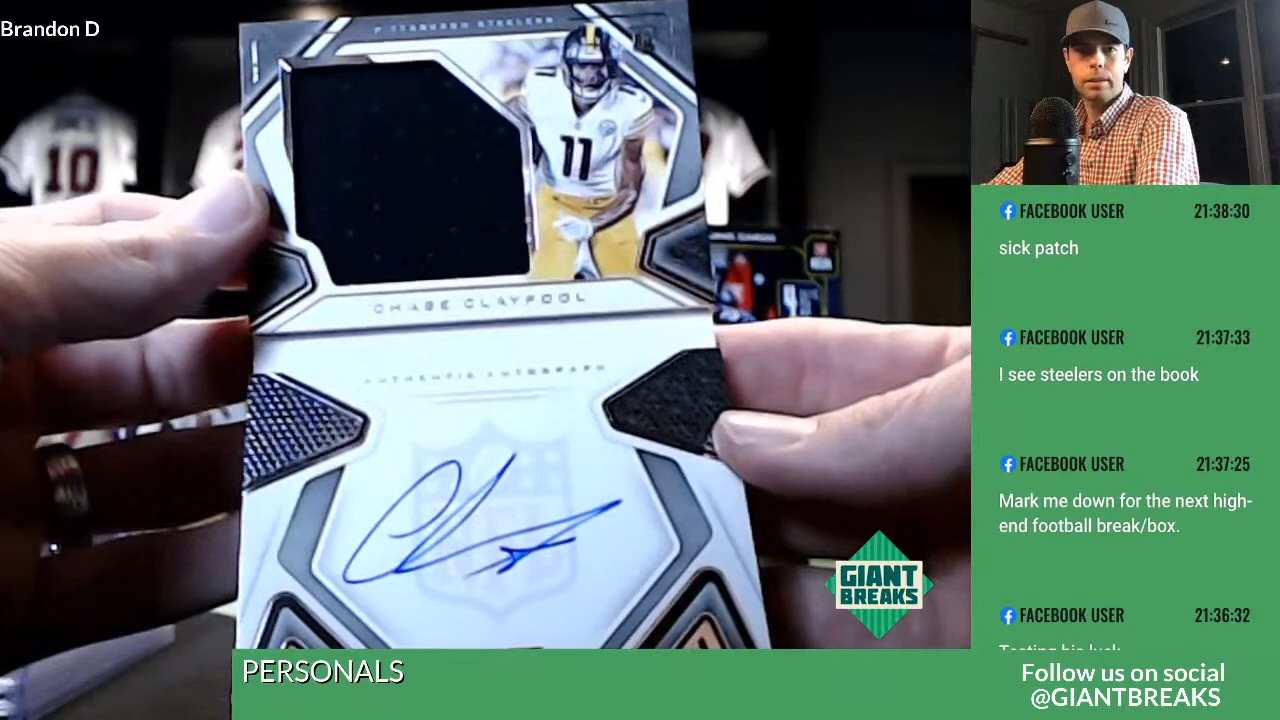 Brandon D
PITTSBURGH STEELERS
11
10
CHASE CLAYPOOL
AUTHENTIC AUTOGRAPH
GIANT
BREAKS
PERSONALS
FACEBOOK USER 21:38:30
sick patch
FACEBOOK USER 21:37:33
I see steelers on the book
FACEBOOK USER 21:37:25
Mark me down for the next high-
end football break/box.
FACEBOOK USER 21:36:32
Follow us on social
@GIANTBREAKS